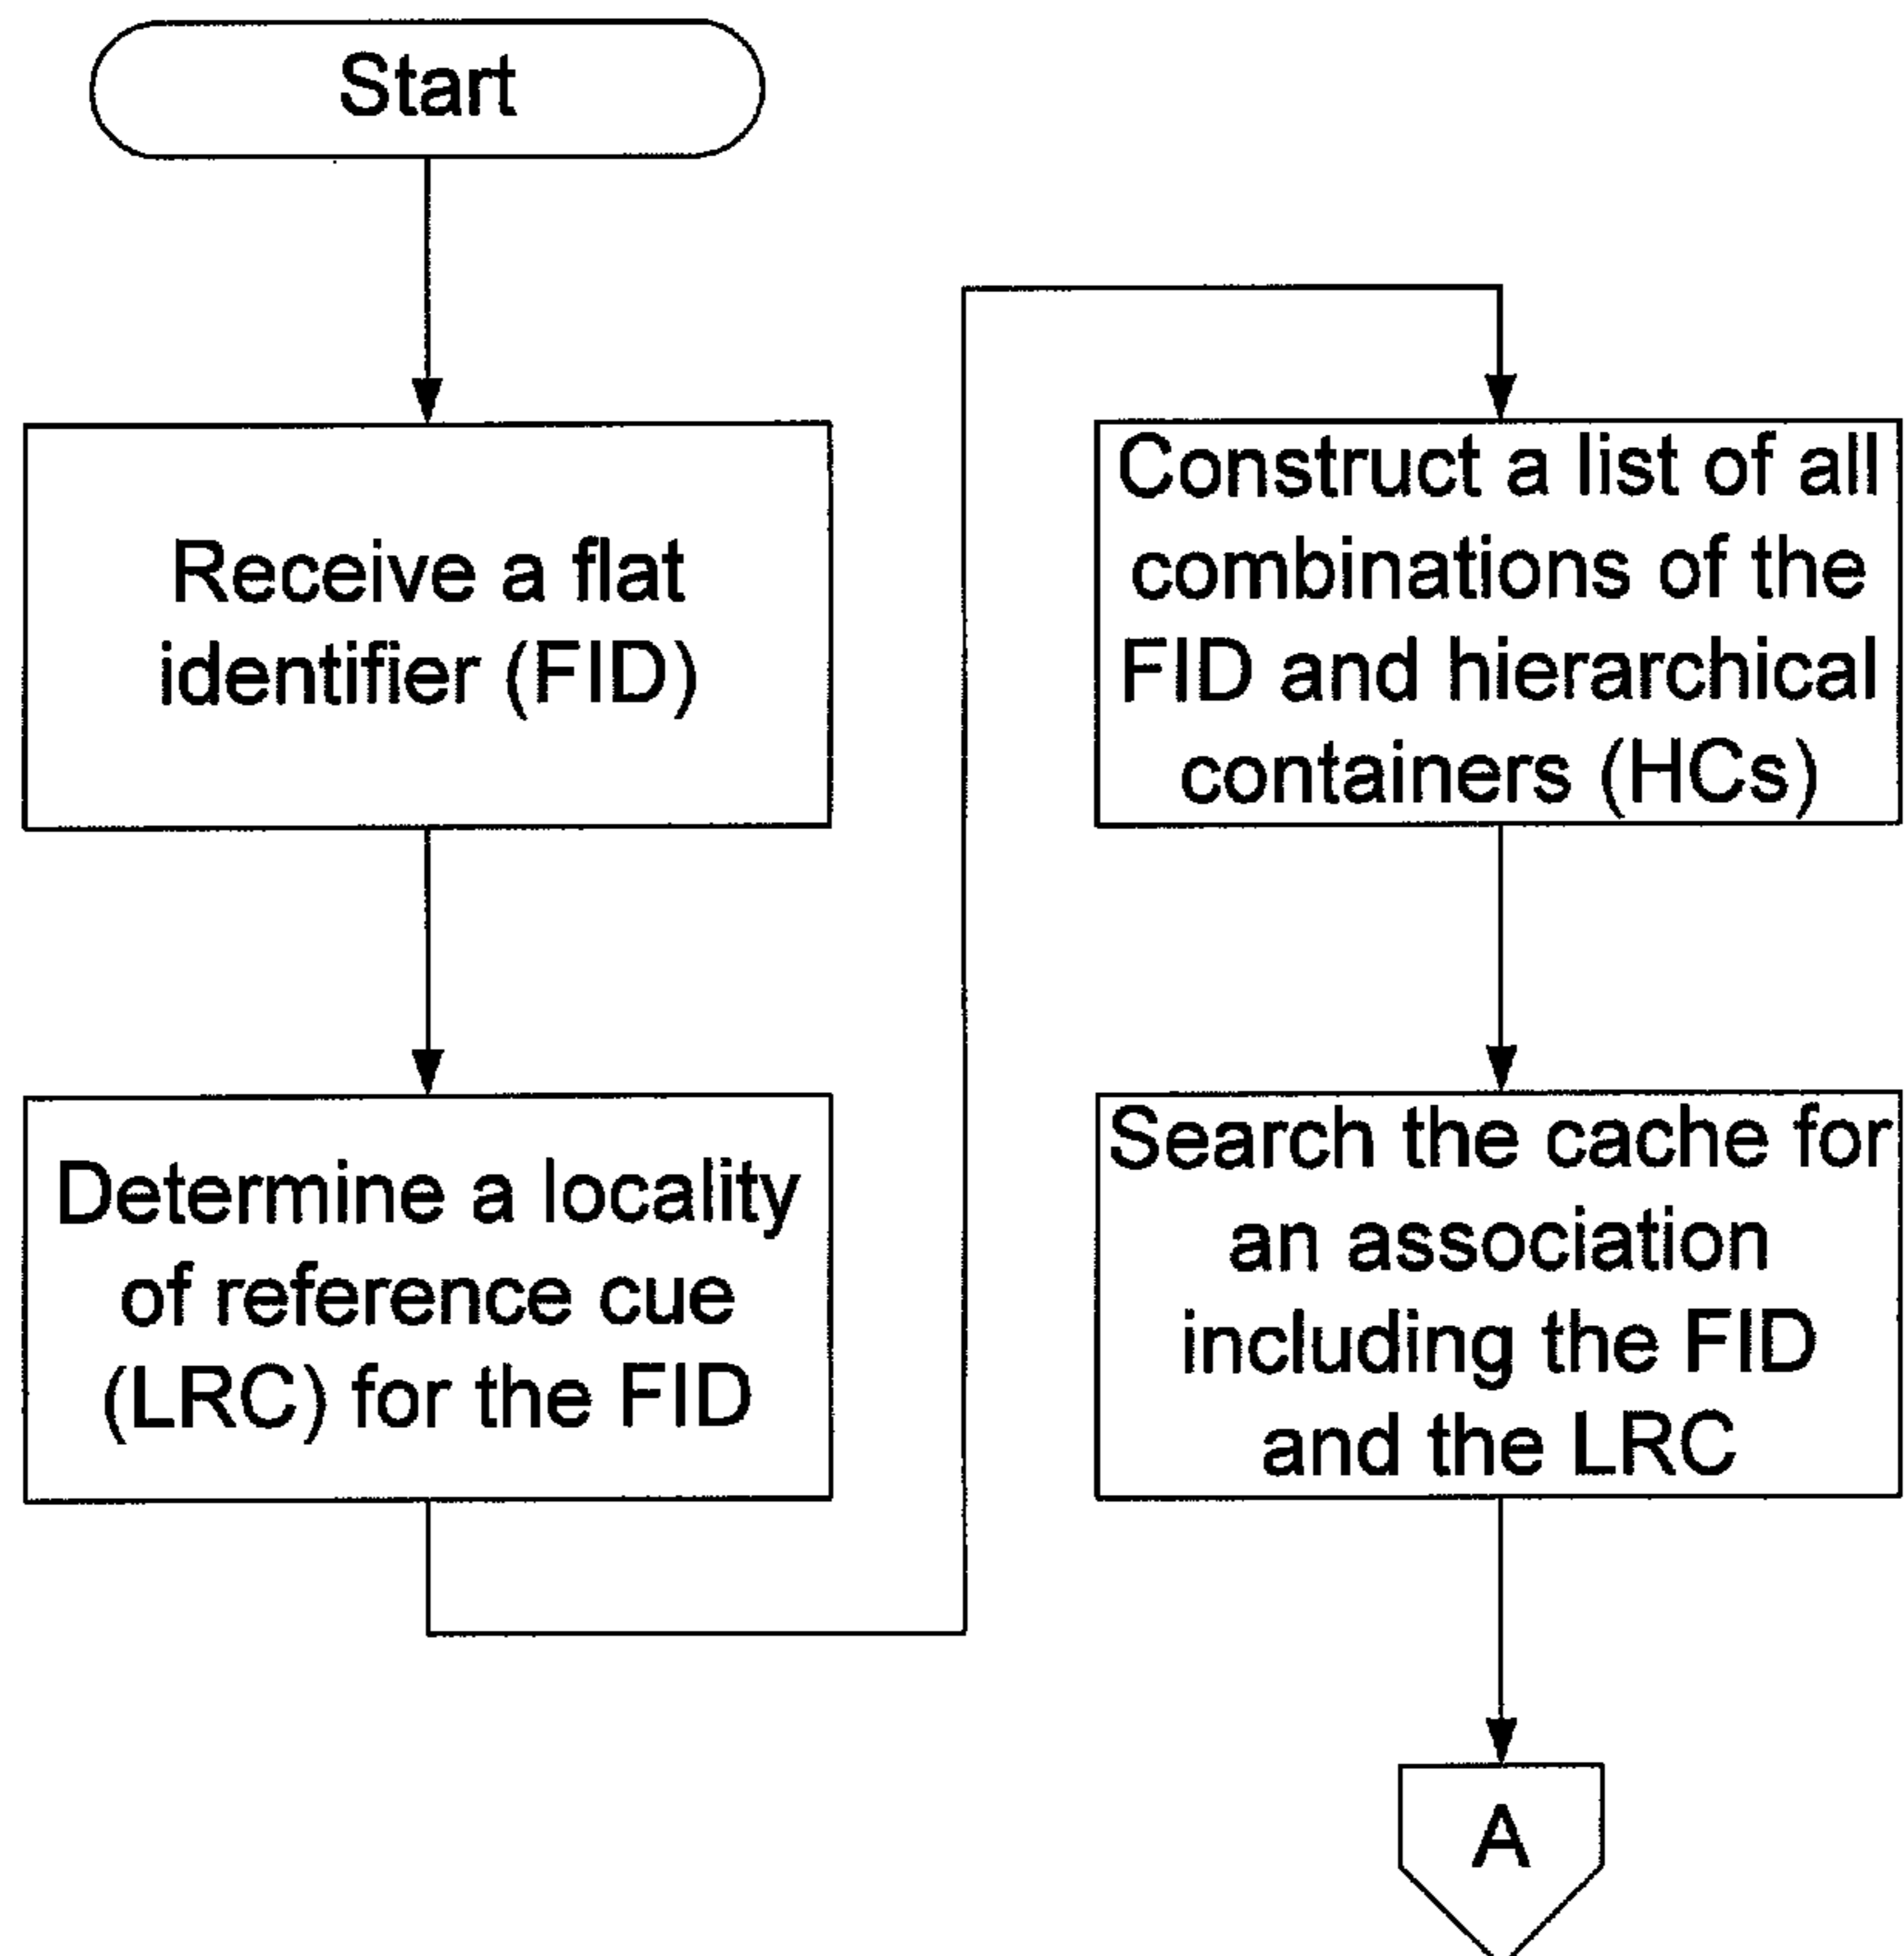 Start
Receive a flat
identifier (FID)
Determine a locality
of reference cue
(LRC) for the FID
Construct a list of all
combinations of the
FID and hierarchical
containers (HCs)
Search the cache for
an association
including the FID
and the LRC
A